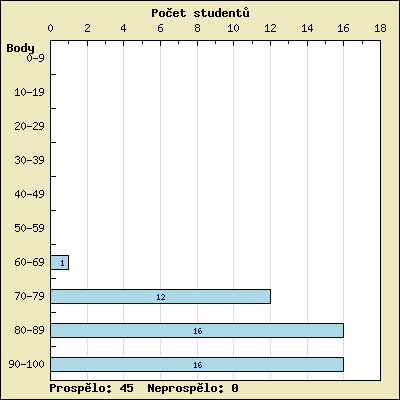 Počet studentů
0 2 4 6 8 10 12 14 16 18
Body
0-9
10-19
20-29
30-39
40-49
50-59
60-69 1
70-79 12
80-89 16
90-100 16
Prospělo: 45 Neprospělo: 0